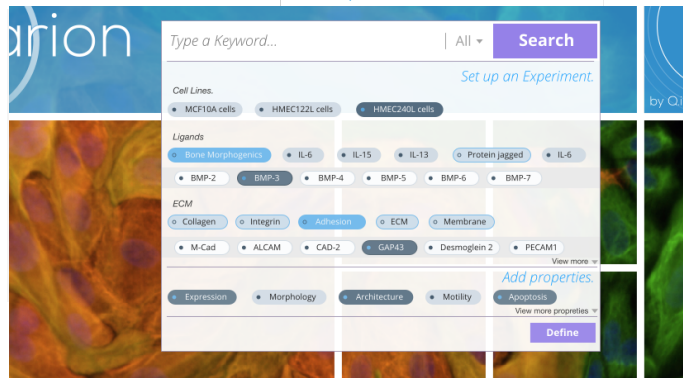 arion
Type a Keyword... All Search
Set up an Experiment.
Cell Lines.
MCF10A cells HMEC122L cells HMEC240L cells
by Qi
Ligands
Bone Morphogenics IL-6 IL-15 IL-13 Protein jagged IL-6
BMP-2 BMP-3 BMP-4 BMP-5 BMP-6 BMP-7
ECM
Collagen Integrin Adhesion ECM Membrane
M-Cad ALCAM CAD-2 GAP43 Desmoglein 2 PECAM1
View more
Add properties.
Expression Morphology Architecture Motility Apoptosis
View more propreties
Define